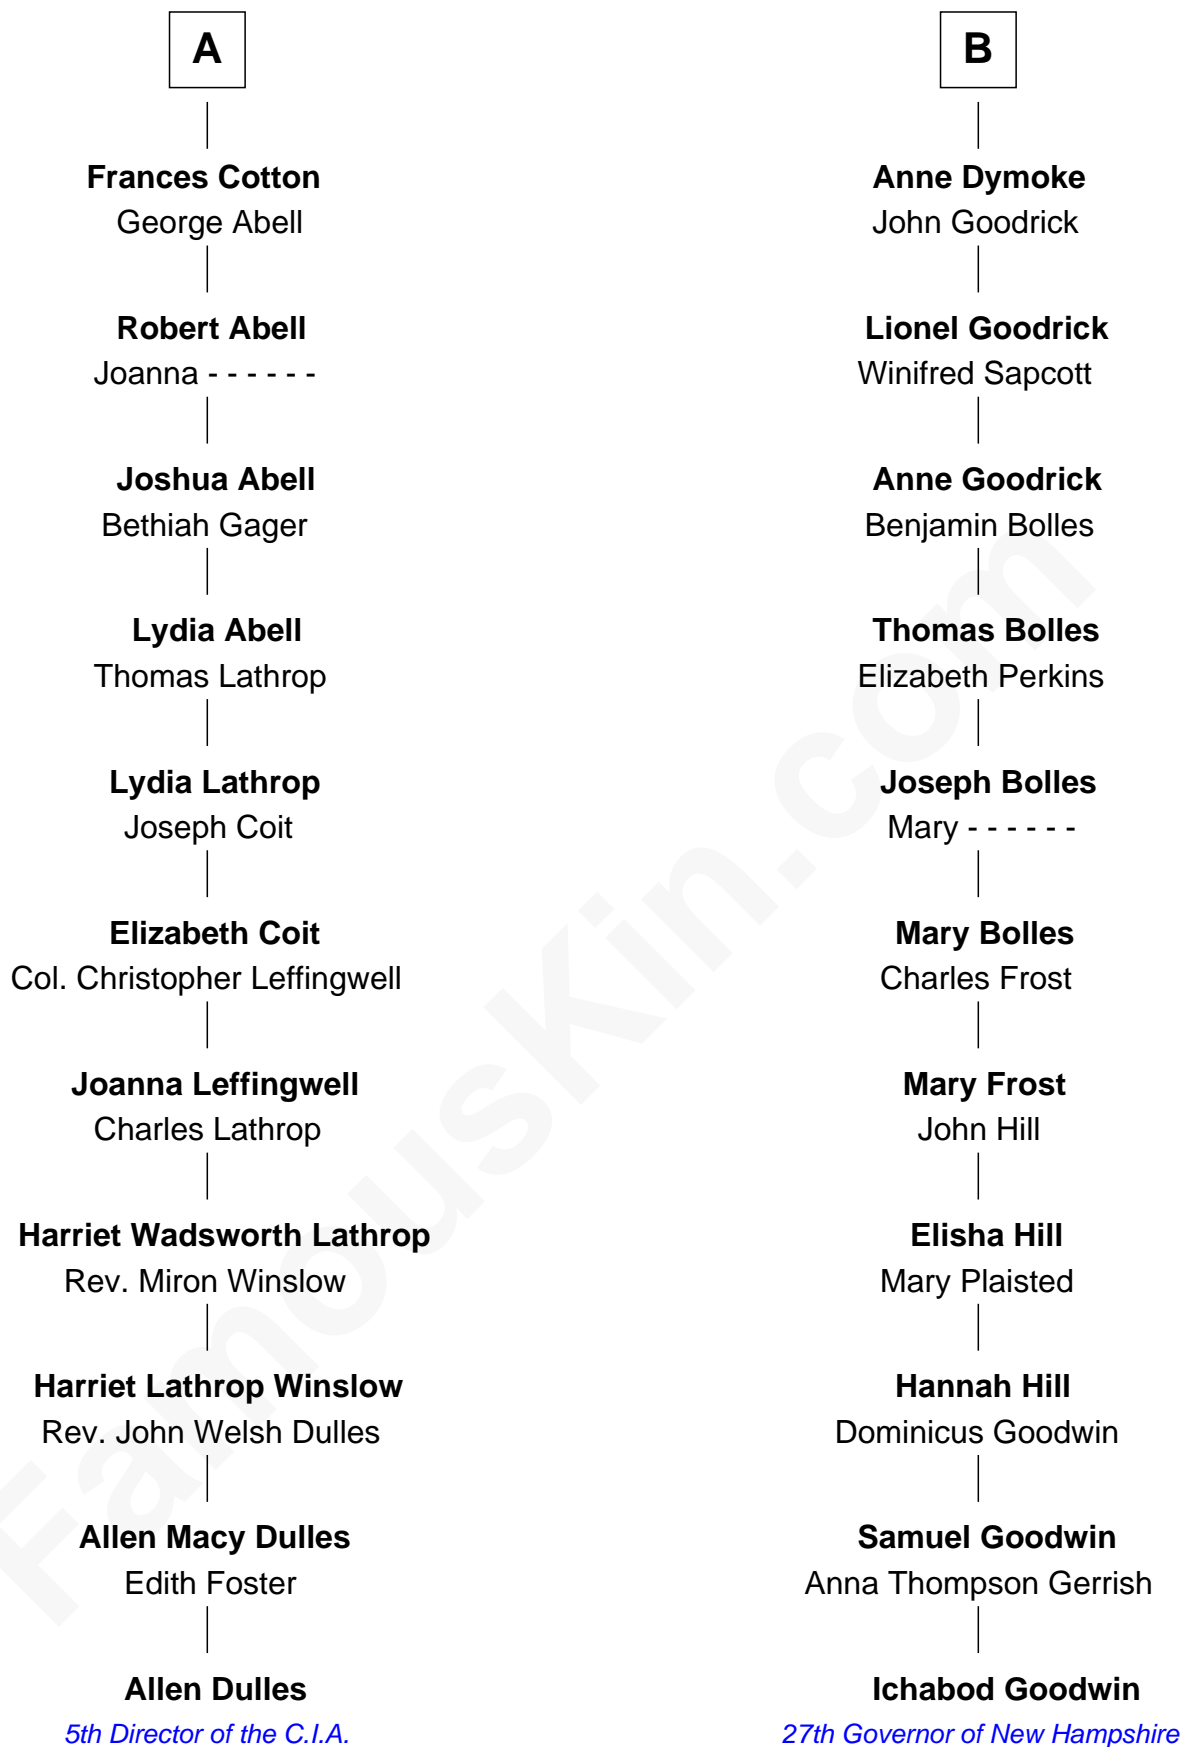 A
Frances Cotton
George Abell
Robert Abell
Joanna - - - - - -
Joshua Abell
Bethiah Gager
Lydia Abell
Thomas Lathrop
Lydia Lathrop
Joseph Coit
Elizabeth Coit
Col. Christopher Leffingwell
Joanna Leffingwell
Charles Lathrop
Harriet Wadsworth Lathrop
Rev. Miron Winslow
Harriet Lathrop Winslow
Rev. John Welsh Dulles
Allen Macy Dulles
Edith Foster
Allen Dulles
5th Director of the C.I.A.
B
Anne Dymoke
John Goodrick
Lionel Goodrick
Winifred Sapcott
Anne Goodrick
Benjamin Bolles
Thomas Bolles
Elizabeth Perkins
Joseph Bolles
Mary - - - - - -
Mary Bolles
Charles Frost
Mary Frost
John Hill
Elisha Hill
Mary Plaisted
Hannah Hill
Dominicus Goodwin
Samuel Goodwin
Anna Thompson Gerrish
Ichabod Goodwin
27th Governor of New Hampshire
FamousKin.com